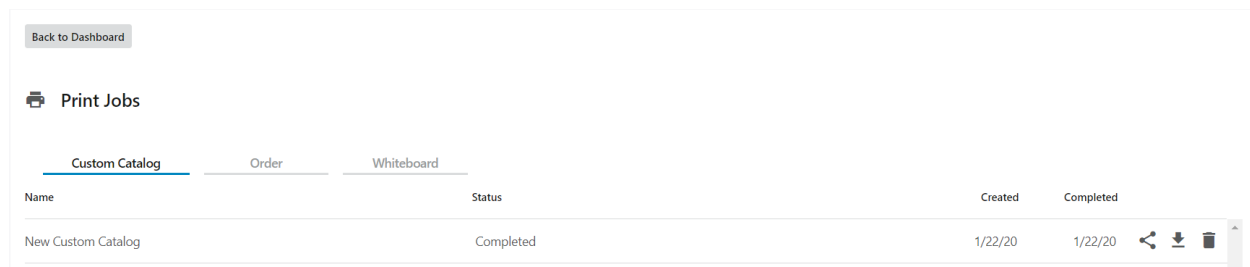 Back to Dashboard
Print Jobs
Custom Catalog Order Whiteboard
Name Status Created Completed
New Custom Catalog Completed 1/22/20 1/22/20